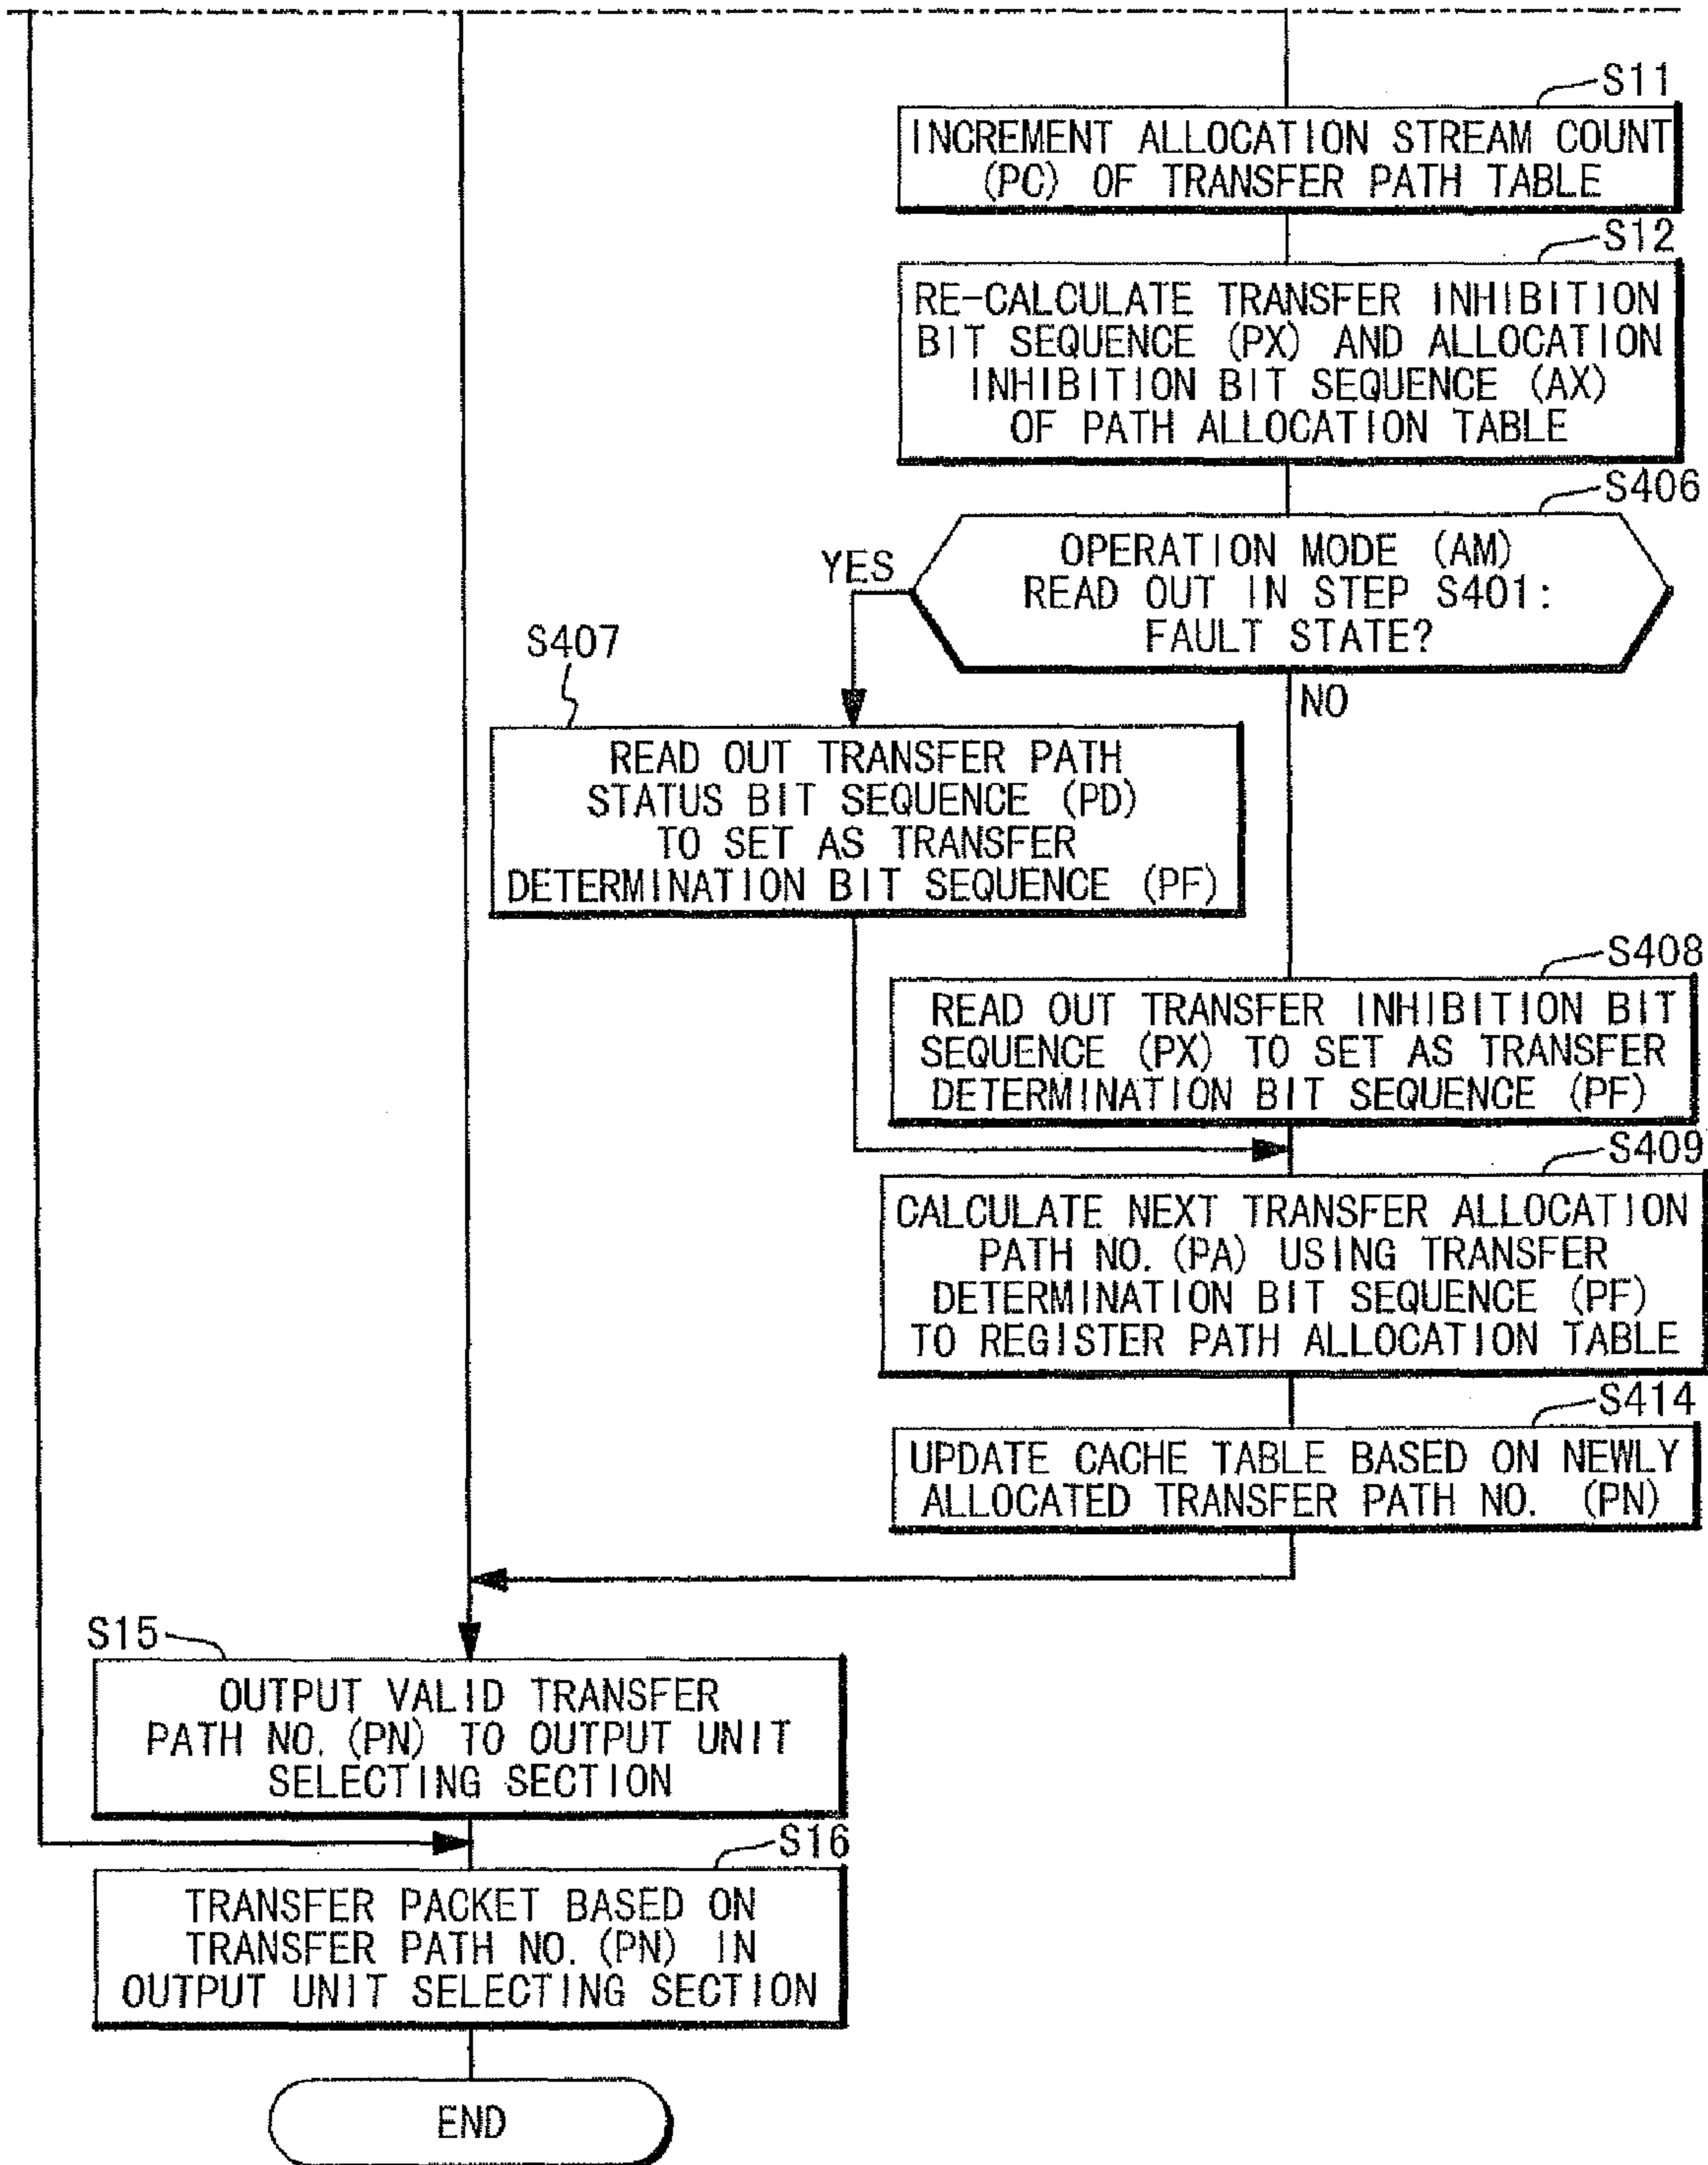 S11
INCREMENT ALLOCATION STREAM COUNT
(PC) OF TRANSFER PATH TABLE
S12
RE-CALCULATE TRANSFER INHIBITION
BIT SEQUENCE (PX) AND ALLOCATION
INHIBITION BIT SEQUENCE (AX)
OF PATH ALLOCATION TABLE
S406
OPERATION MODE (AM)
READ OUT IN STEP S401:
FAULT STATE?
YES
NO
S407
READ OUT TRANSFER PATH
STATUS BIT SEQUENCE (PD)
TO SET AS TRANSFER
DETERMINATION BIT SEQUENCE (PF)
S408
READ OUT TRANSFER INHIBITION BIT
SEQUENCE (PX) TO SET AS TRANSFER
DETERMINATION BIT SEQUENCE (PF)
S409
CALCULATE NEXT TRANSFER ALLOCATION
PATH NO. (PA) USING TRANSFER
DETERMINATION BIT SEQUENCE (PF)
TO REGISTER PATH ALLOCATION TABLE
S414
UPDATE CACHE TABLE BASED ON NEWLY
ALLOCATED TRANSFER PATH NO. (PN)
S15
OUTPUT VALID TRANSFER
PATH NO. (PN) TO OUTPUT UNIT
SELECTING SECTION
S16
TRANSFER PACKET BASED ON
TRANSFER PATH NO. (PN) IN
OUTPUT UNIT SELECTING SECTION
END